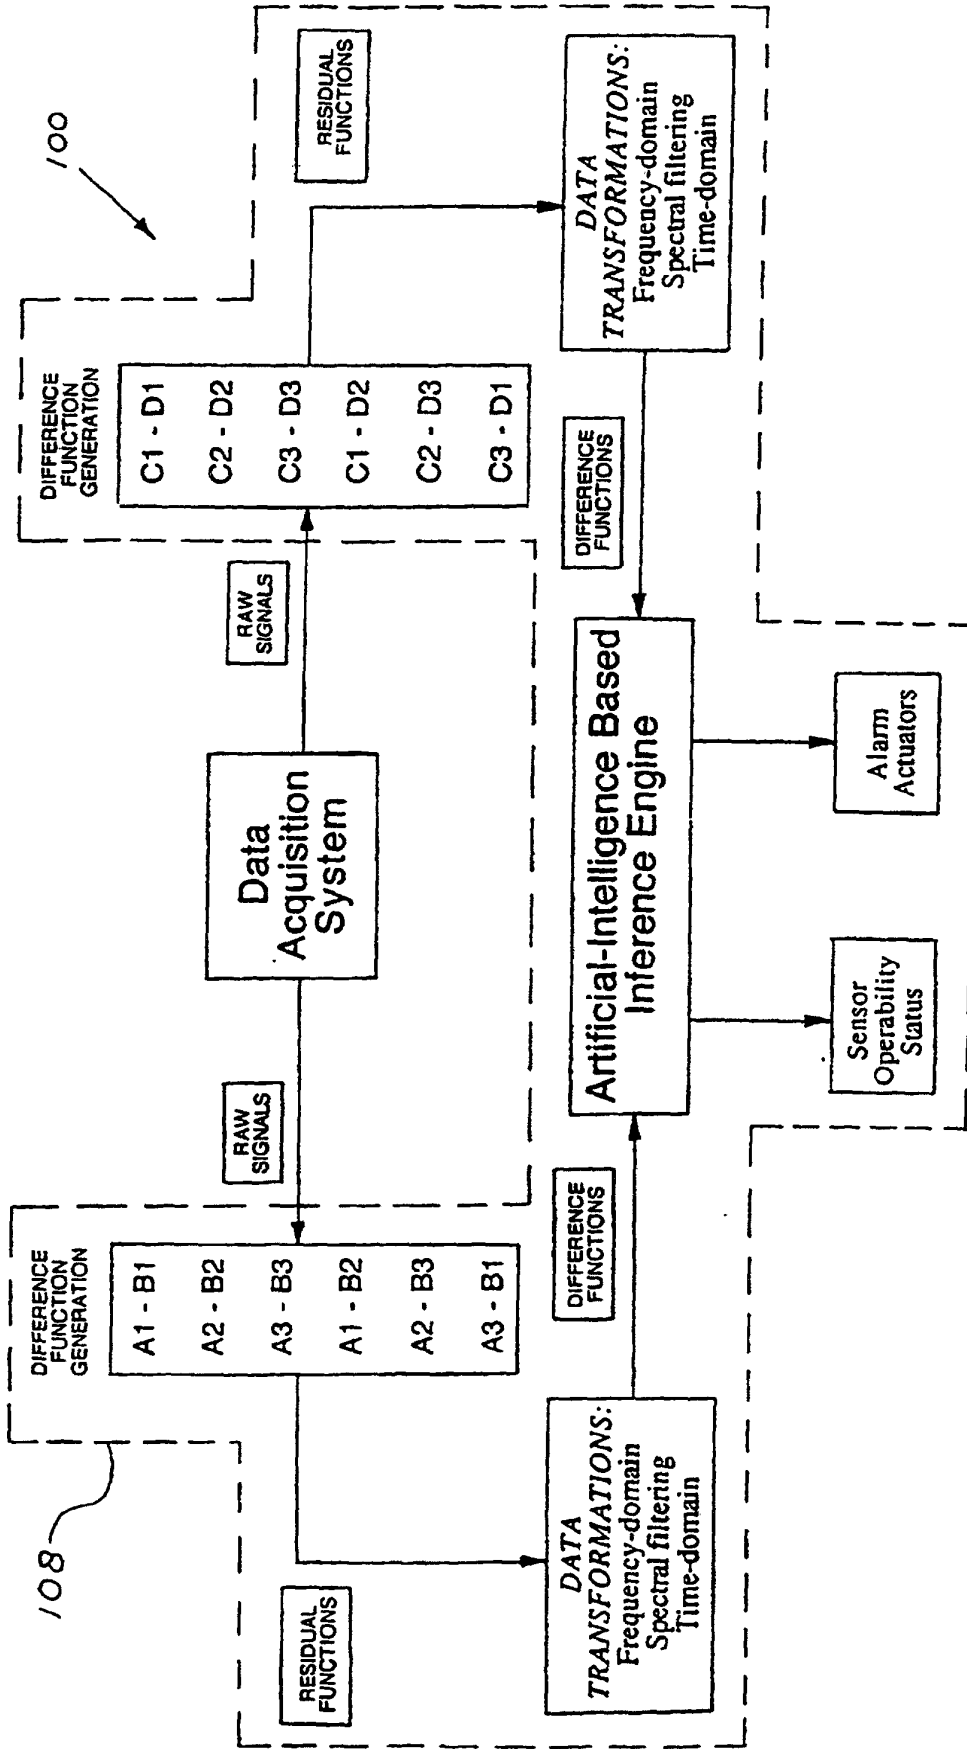 100
108
DIFFERENCE
FUNCTION
GENERATION
A1 - B1
A2 - B2
A3 - B3
A1 - B2
A2 - B3
A3 - B1
RAW
SIGNALS
Data
Acquisition
System
RAW
SIGNALS
DIFFERENCE
FUNCTION
GENERATION
C1 - D1
C2 - D2
C3 - D3
C1 - D2
C2 - D3
C3 - D1
RESIDUAL
FUNCTIONS
RESIDUAL
FUNCTIONS
DATA
TRANSFORMATIONS:
Frequency-domain
Spectral filtering
Time-domain
DIFFERENCE
FUNCTIONS
Artificial-Intelligence Based
Inference Engine
DIFFERENCE
FUNCTIONS
DATA
TRANSFORMATIONS:
Frequency-domain
Spectral filtering
Time-domain
Sensor
Operability
Status
Alarm
Actuators